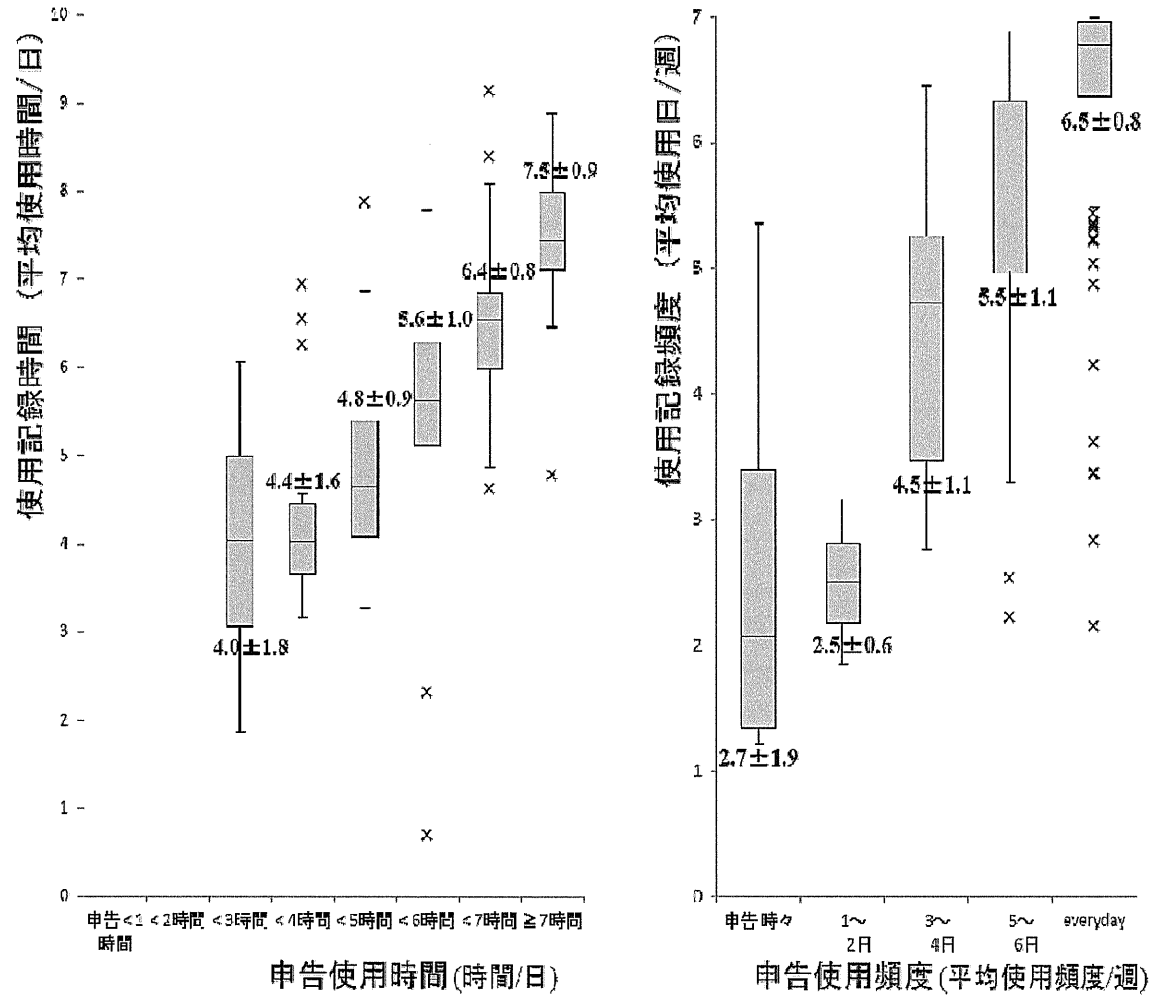 使用記録時間 (平均使用時間/日)
10
9
8
7
6
5
4
3
2
1
0
4.0±1.8
4.4±1.6
4.8±0.9
5.6±1.0
6.4±0.8
7.5±0.9
申告<1時間
<2時間
<3時間
<4時間
<5時間
<6時間
<7時間
≧7時間
申告使用時間(時間/日)
使用記録頻度 (平均使用日/週)
7
6
5
4
3
2
1
0
2.7±1.9
2.5±0.6
4.5±1.1
5.5±1.1
6.5±0.8
申告時々
1〜
2日
3〜
4日
5〜
6日
everyday
申告使用頻度(平均使用頻度/週)